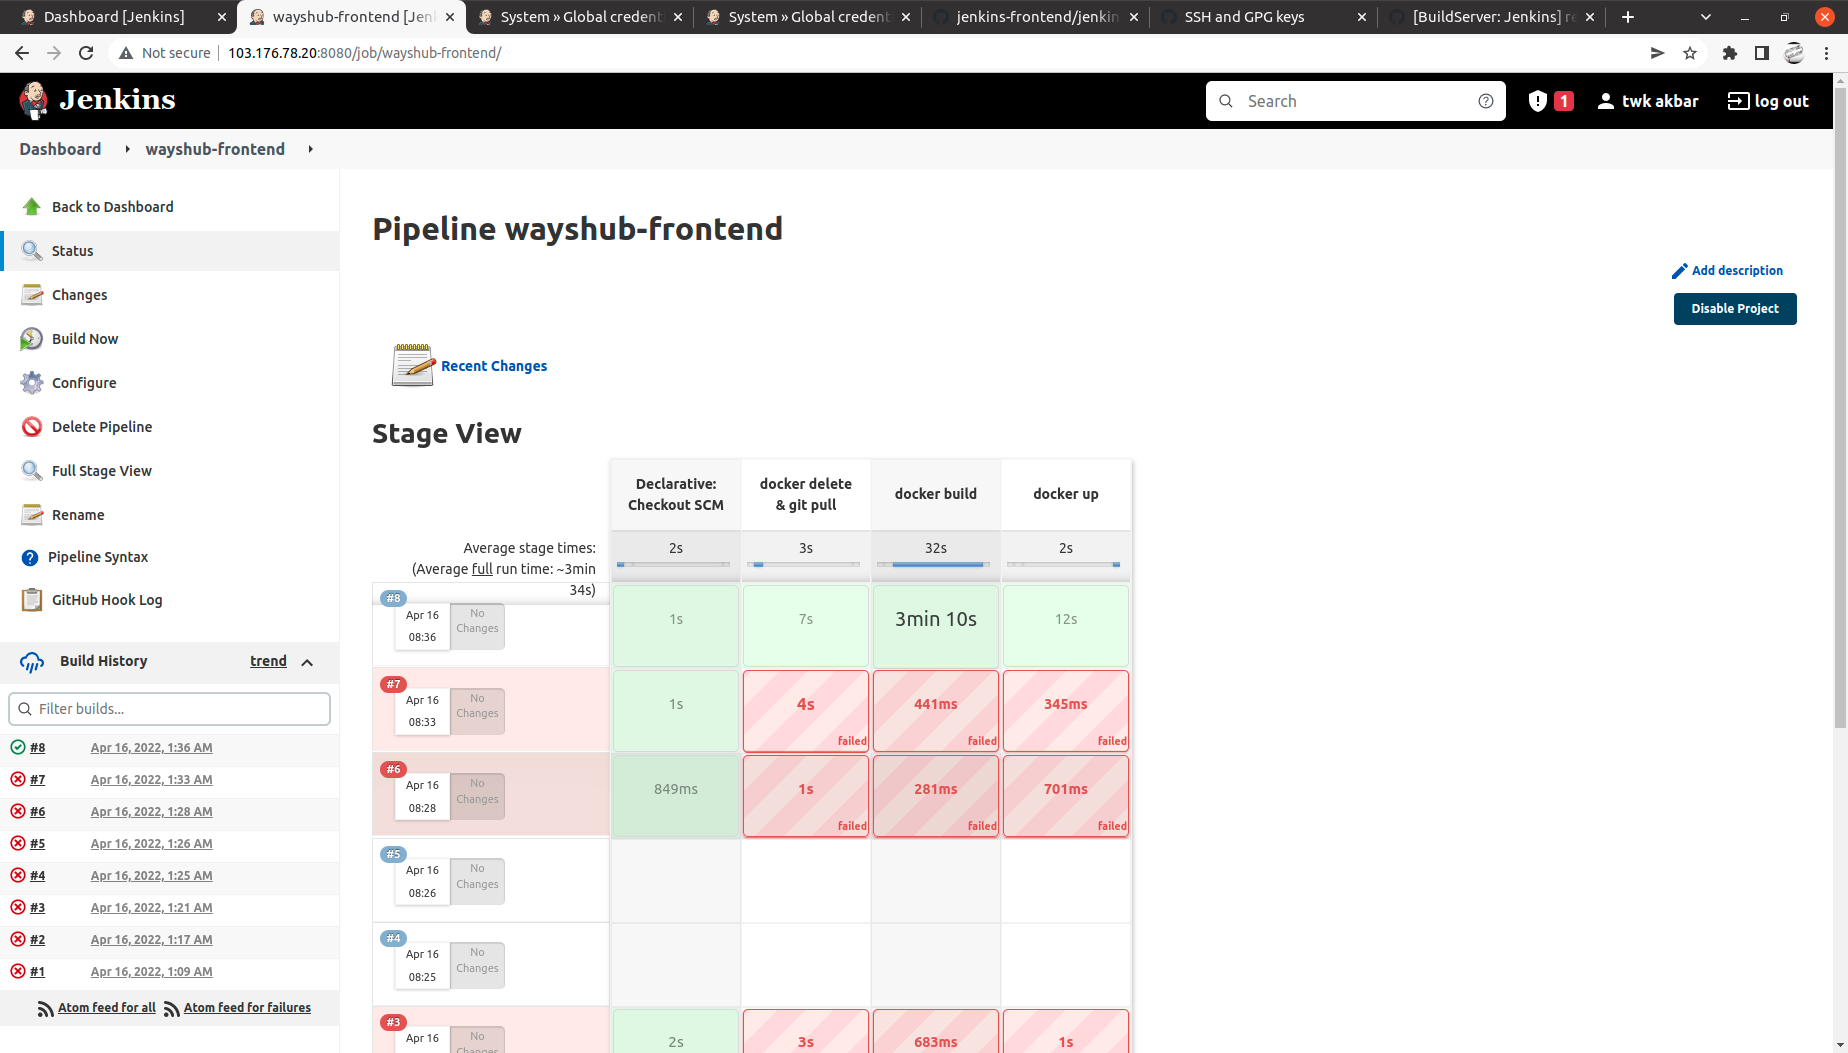 Dashboard [Jenkins]
wayshub-frontend [Jen
System » Global credent
System » Global credent
jenkins-frontend/jenkin
SSH and GPG keys
[BuildServer: Jenkins] re
Not secure
103.176.78.20:8080/job/wayshub-frontend/
Jenkins
Search
1
twk akbar
log out
Dashboard
wayshub-frontend
Back to Dashboard
Status
Changes
Build Now
Configure
Delete Pipeline
Full Stage View
Rename
Pipeline Syntax
GitHub Hook Log
Build History
trend
Filter builds...
#8 Apr 16, 2022, 1:36 AM
#7 Apr 16, 2022, 1:33 AM
#6 Apr 16, 2022, 1:28 AM
#5 Apr 16, 2022, 1:26 AM
#4 Apr 16, 2022, 1:25 AM
#3 Apr 16, 2022, 1:21 AM
#2 Apr 16, 2022, 1:17 AM
#1 Apr 16, 2022, 1:09 AM
Atom feed for all
Atom feed for failures
Pipeline wayshub-frontend
Add description
Disable Project
Recent Changes
Stage View
Declarative:
Checkout SCM
docker delete
& git pull
docker build
docker up
Average stage times:
(Average full run time: ~3min
34s)
2s
3s
32s
2s
#8
Apr 16
08:36
No
Changes
1s
7s
3min 10s
12s
#7
Apr 16
08:33
No
Changes
1s
4s
failed
441ms
failed
345ms
failed
#6
Apr 16
08:28
No
Changes
849ms
1s
failed
281ms
failed
701ms
failed
#5
Apr 16
08:26
No
Changes
#4
Apr 16
08:25
No
Changes
#3
Apr 16
No
Changes
2s
3s
683ms
1s